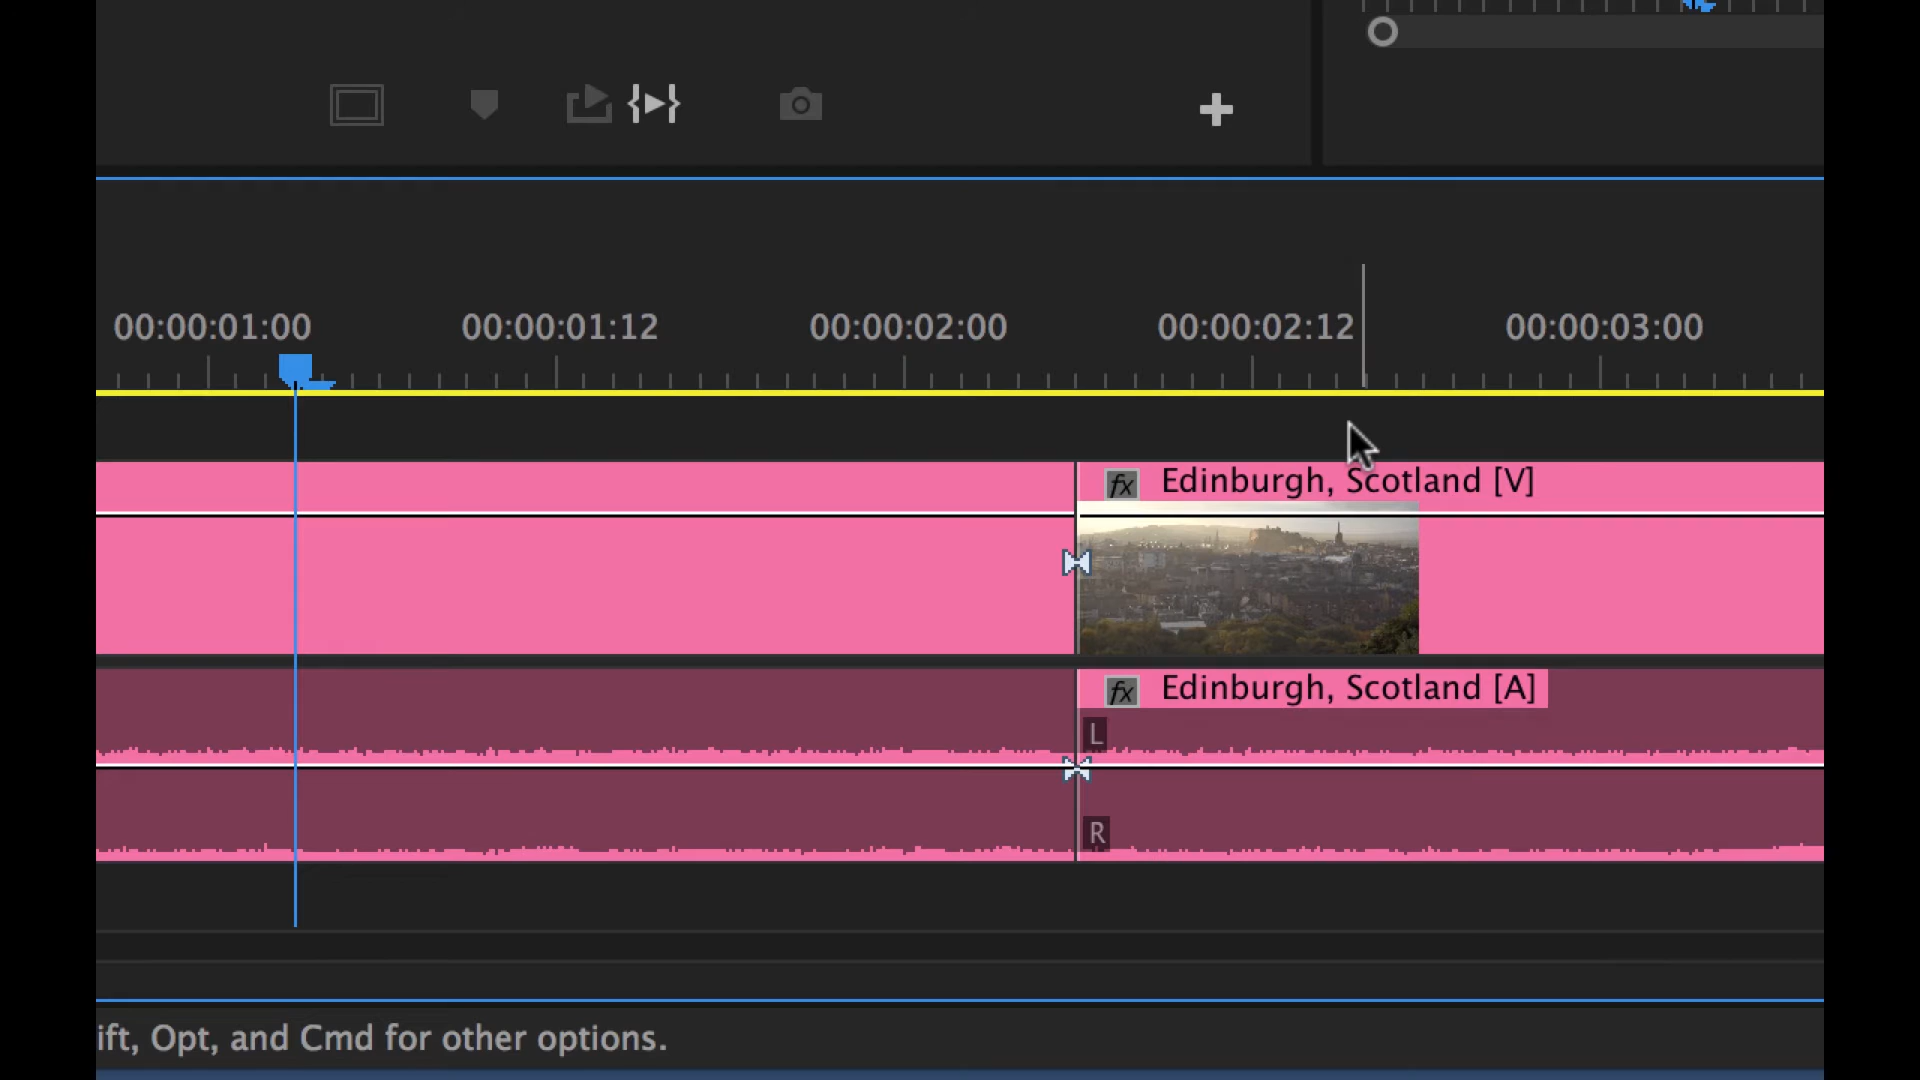 00:00:01:00 00:00:01:12 00:00:02:00 00:00:02:12 00:00:03:00
fx Edinburgh, Scotland [V]
fx Edinburgh, Scotland [A]
L
R
ift, Opt, and Cmd for other options.